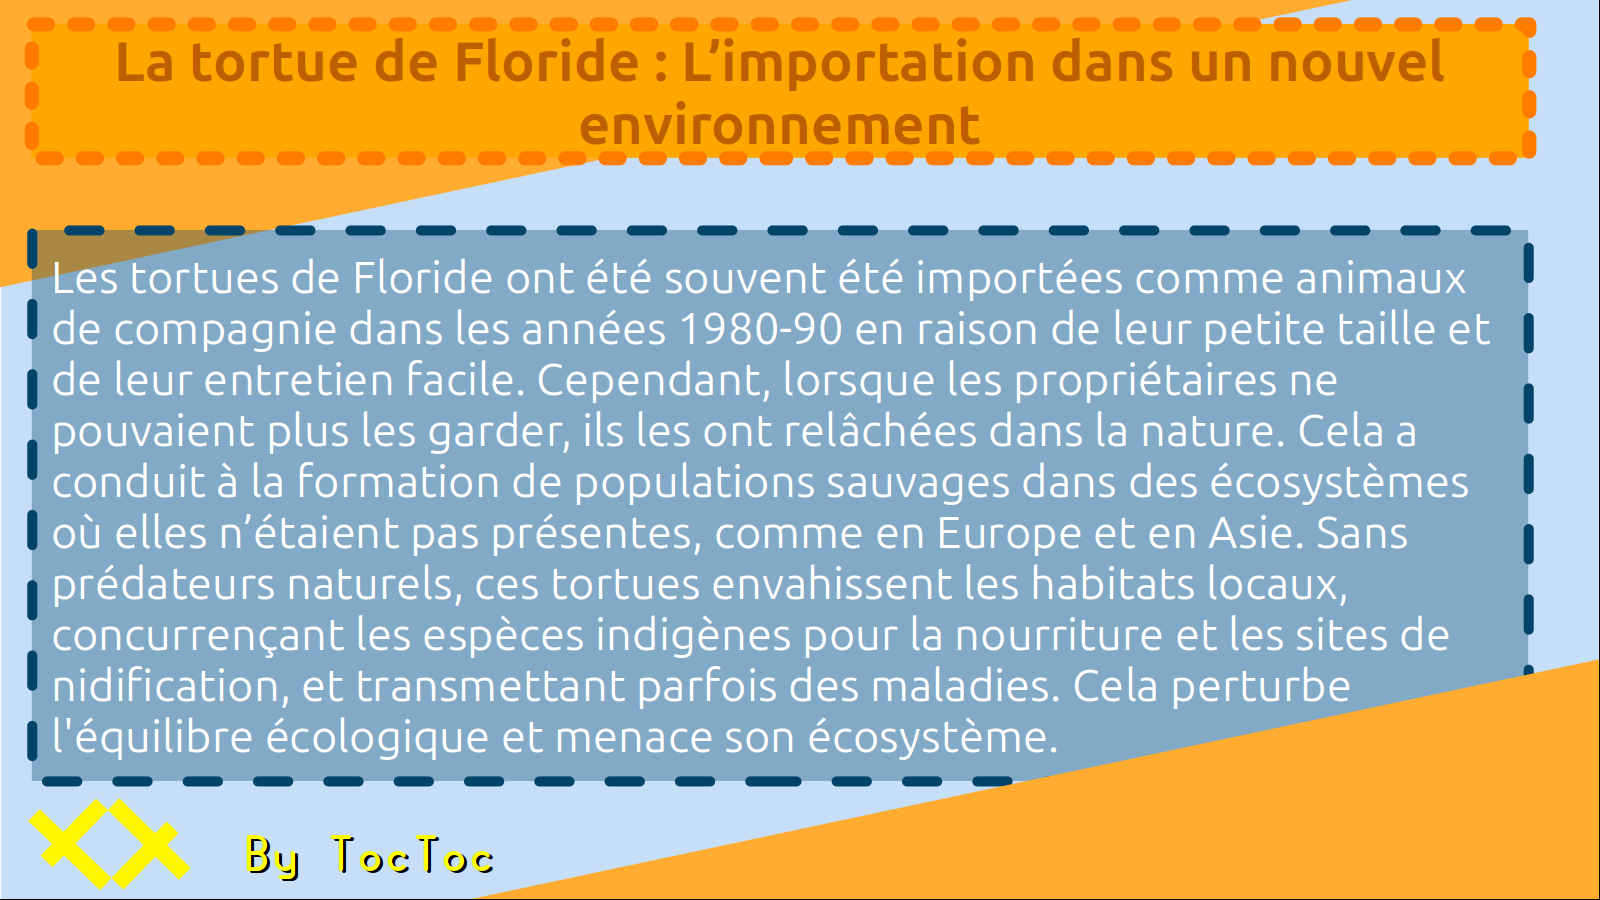 La tortue de Floride : L’importation dans un nouvel
environnement
Les tortues de Floride ont été souvent été importées comme animaux
de compagnie dans les années 1980-90 en raison de leur petite taille et
de leur entretien facile. Cependant, lorsque les propriétaires ne
pouvaient plus les garder, ils les ont relâchées dans la nature. Cela a
conduit à la formation de populations sauvages dans des écosystèmes
où elles n’étaient pas présentes, comme en Europe et en Asie. Sans
prédateurs naturels, ces tortues envahissent les habitats locaux,
concurrençant les espèces indigènes pour la nourriture et les sites de
nidification, et transmettant parfois des maladies. Cela perturbe
l'équilibre écologique et menace son écosystème.
By TocToc